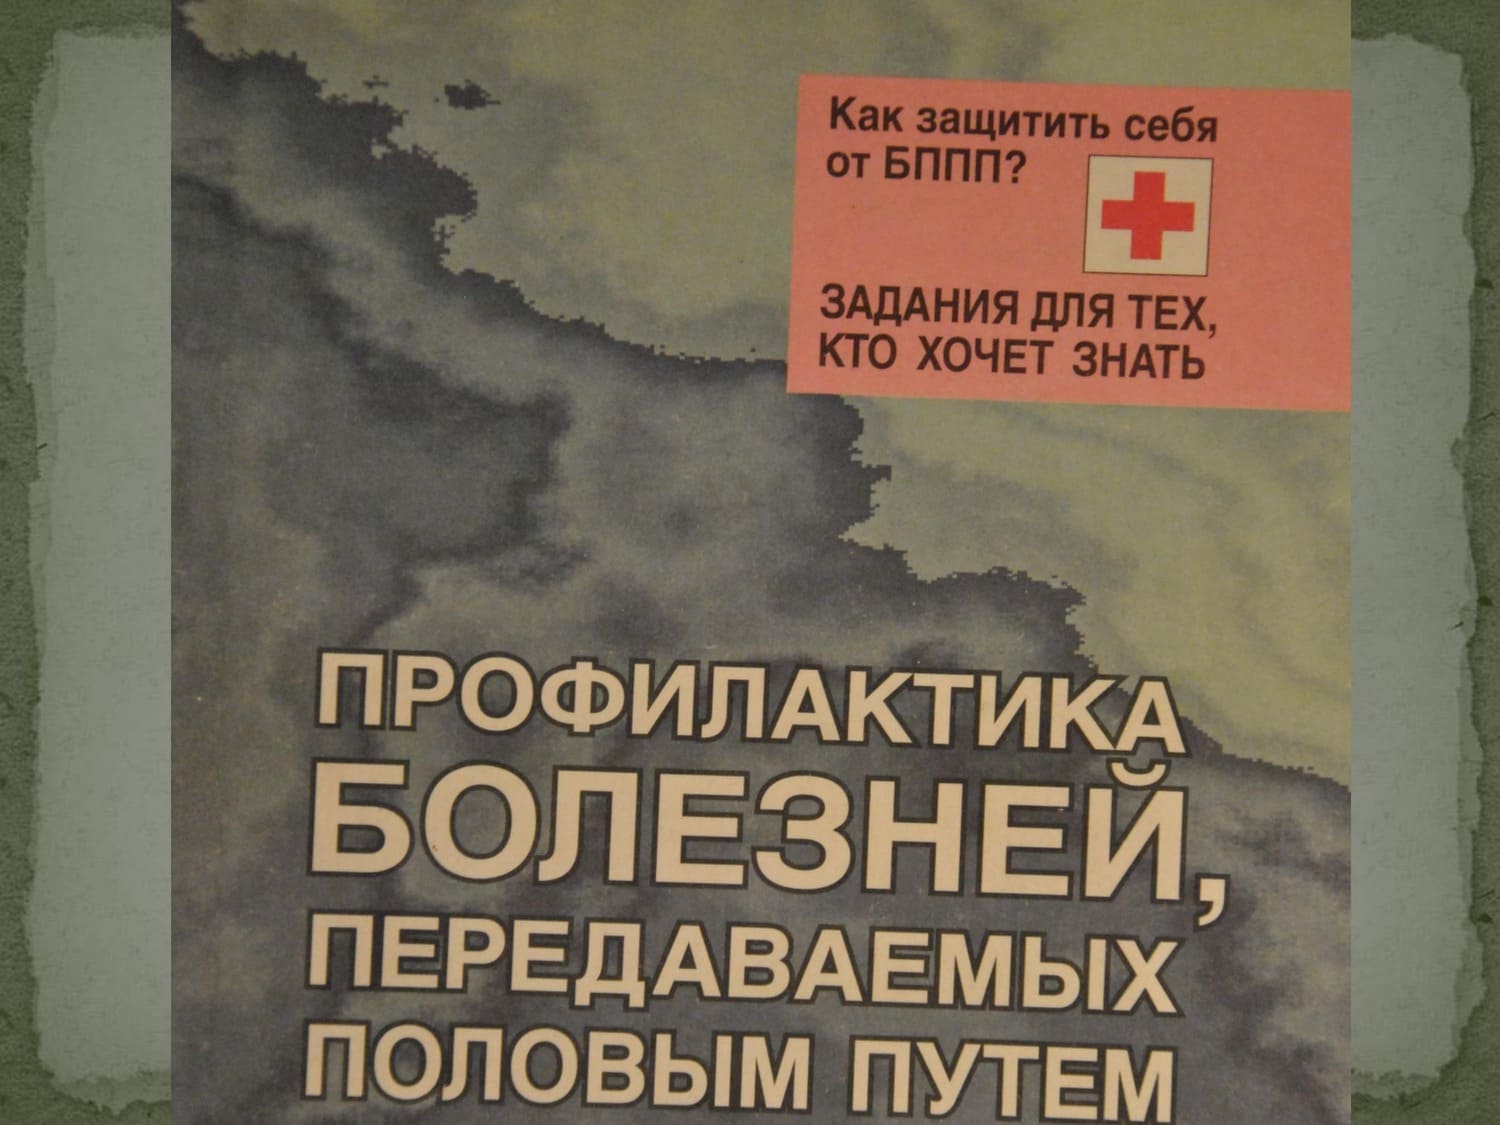 Как защитить себя
от БППП?
ЗАДАНИЯ ДЛЯ ТЕХ,
КТО ХОЧЕТ ЗНАТЬ
ПРОФИЛАКТИКА
БОЛЕЗНЕЙ,
ПЕРЕДАВАЕМЫХ
ПОЛОВЫМ ПУТЕМ